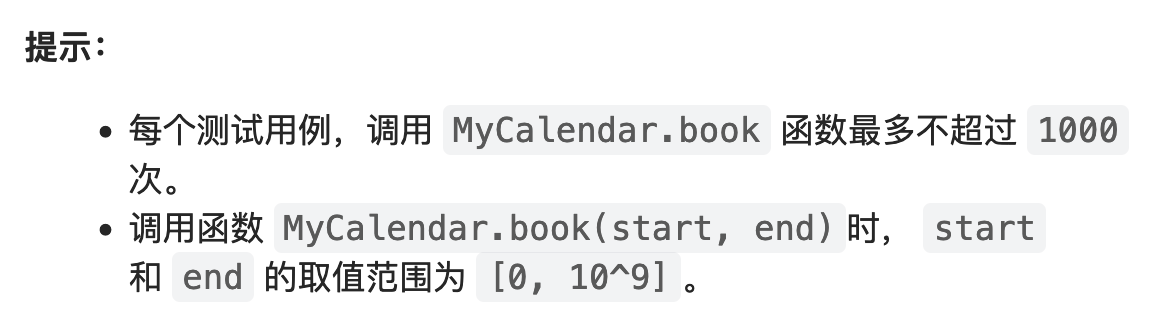 提示：
• 每个测试用例，调用 MyCalendar.book 函数最多不超过 1000
次。
• 调用函数 MyCalendar.book(start, end)时， start
和 end 的取值范围为 [0, 10^9]。